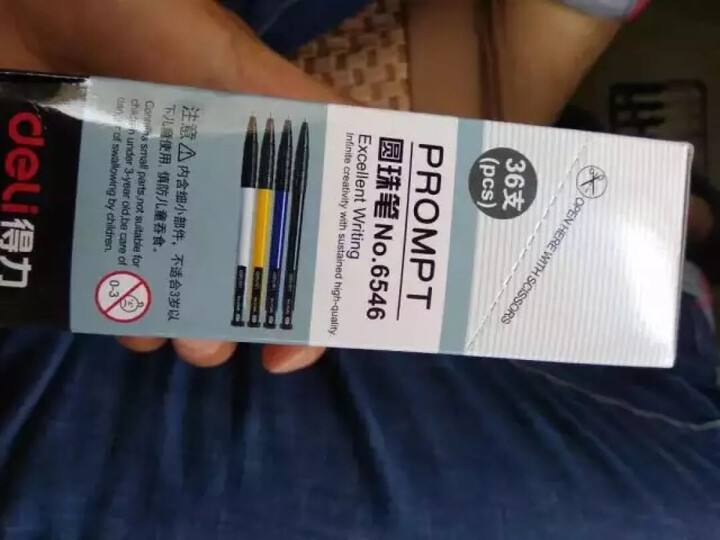 OPEN HERE WITH SCISSORS
36支
(pcs)
PROMPT
圆珠笔No.6546
Excellent Writing
Infinite creativity with sustained high-quality.
注意 内含细小部件，不适合3岁以
下儿童使用 慎防儿童吞食。
Contains small parts,not suitable for
children under 3-year old,be care of
danger of swallowing by children.
0-3
deli得力